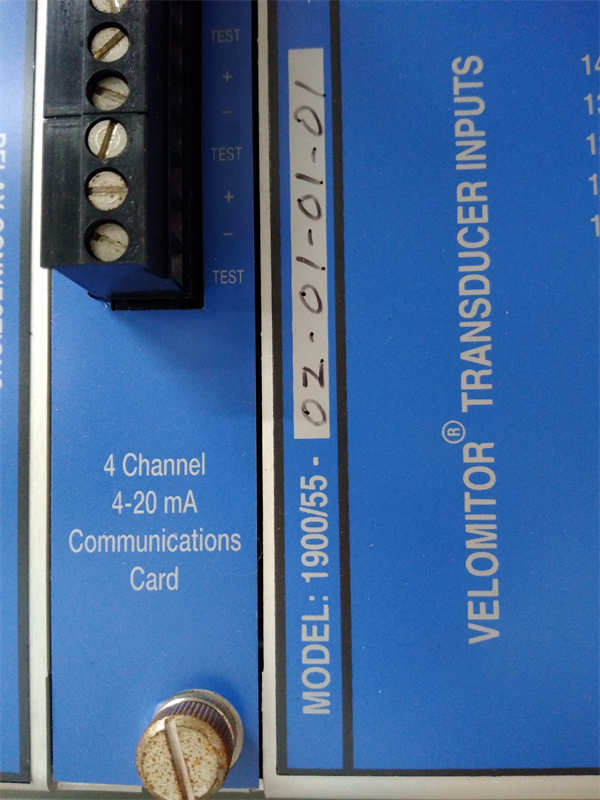 TEST
+
−
TEST
+
−
TEST
4 Channel
4-20 mA
Communications
Card
MODEL: 1900/55 - 02-01-01-01
VELOMITOR® TRANSDUCER INPUTS